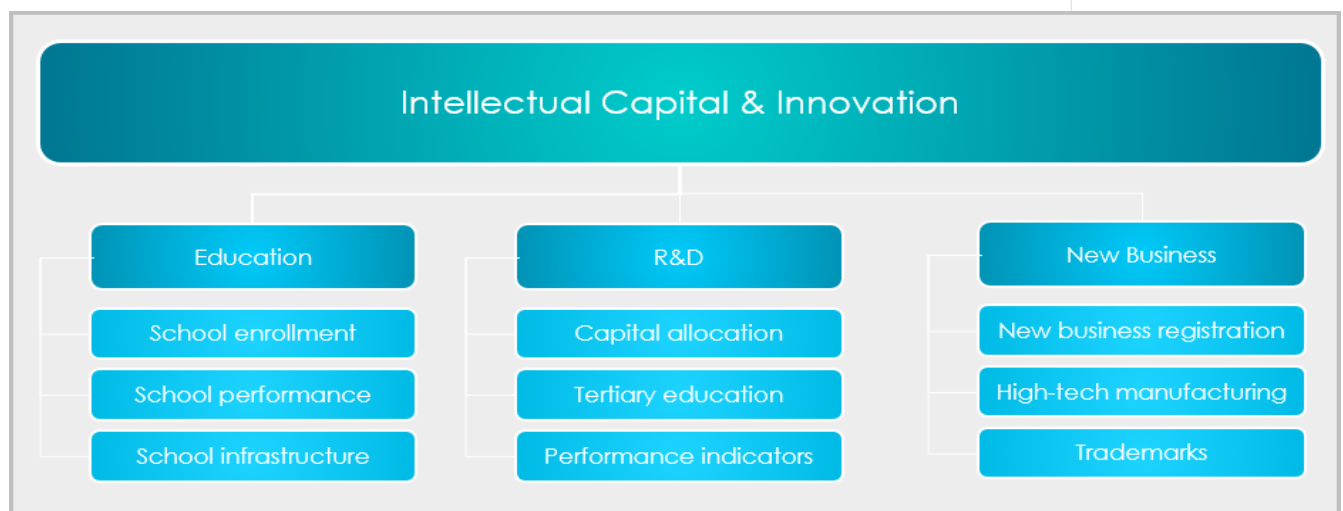 Intellectual Capital & Innovation
Education
School enrollment
School performance
School infrastructure
R&D
Capital allocation
Tertiary education
Performance indicators
New Business
New business registration
High-tech manufacturing
Trademarks